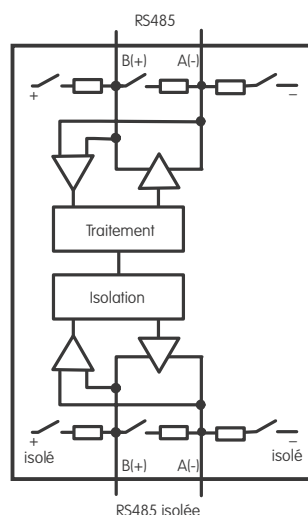 RS485
B(+) A(-)
+ –
Traitement
Isolation
+ –
isolé isolé
B(+) A(-)
RS485 isolée